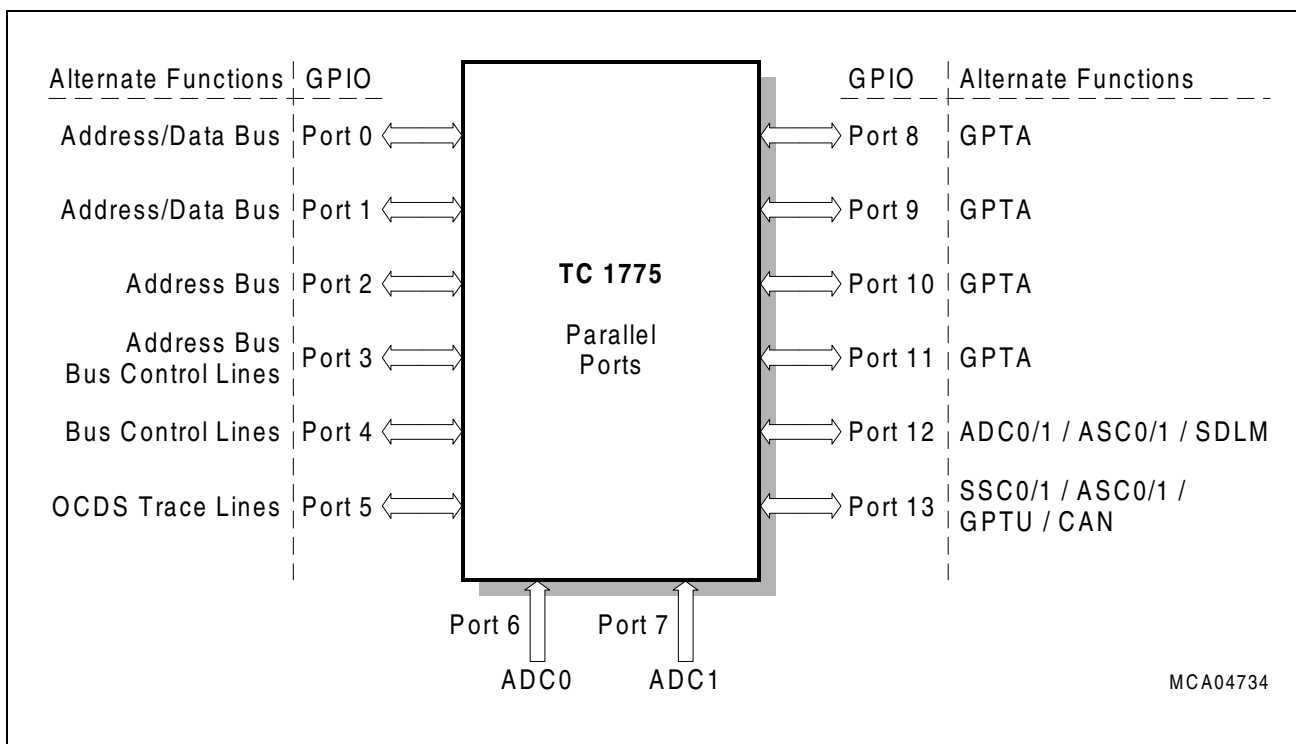 Alternate Functions GPIO
Address/Data Bus Port 0
Address/Data Bus Port 1
Address Bus Port 2
Address Bus
Bus Control Lines Port 3
Bus Control Lines Port 4
OCDS Trace Lines Port 5
TC 1775
Parallel
Ports
GPIO Alternate Functions
Port 8 GPTA
Port 9 GPTA
Port 10 GPTA
Port 11 GPTA
Port 12 ADC0/1 / ASC0/1 / SDLM
Port 13 SSC0/1 / ASC0/1 /
GPTU / CAN
Port 6 Port 7
ADC0 ADC1
MCA04734